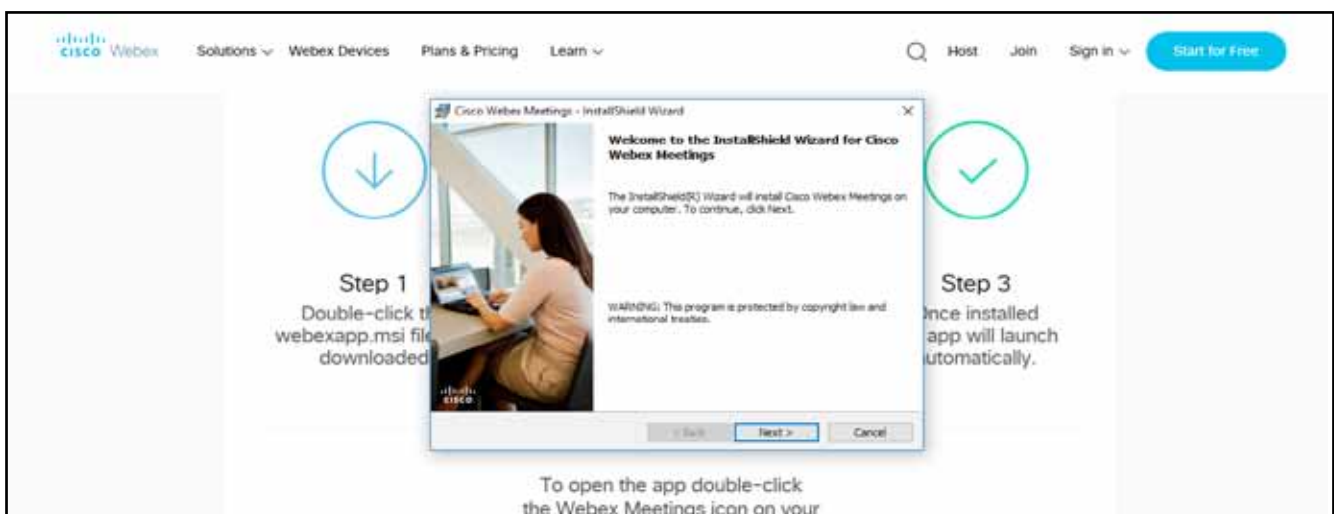 CISCO Webex Solutions Webex Devices Plans & Pricing Learn Host Join Sign in Start for Free
Cisco Webex Meetings - InstallShield Wizard
Welcome to the InstallShield Wizard for Cisco
Webex Meetings
The InstallShield(R) Wizard will install Cisco Webex Meetings on
your computer. To continue, click Next.
WARNING: This program is protected by copyright law and
international treaties.
CISCO
< Back Next > Cancel
Step 1
Double-click
webexapp.msi
downloaded
Step 3
installed
app will launch
To open the app double-click
the Webex Meetings icon on your